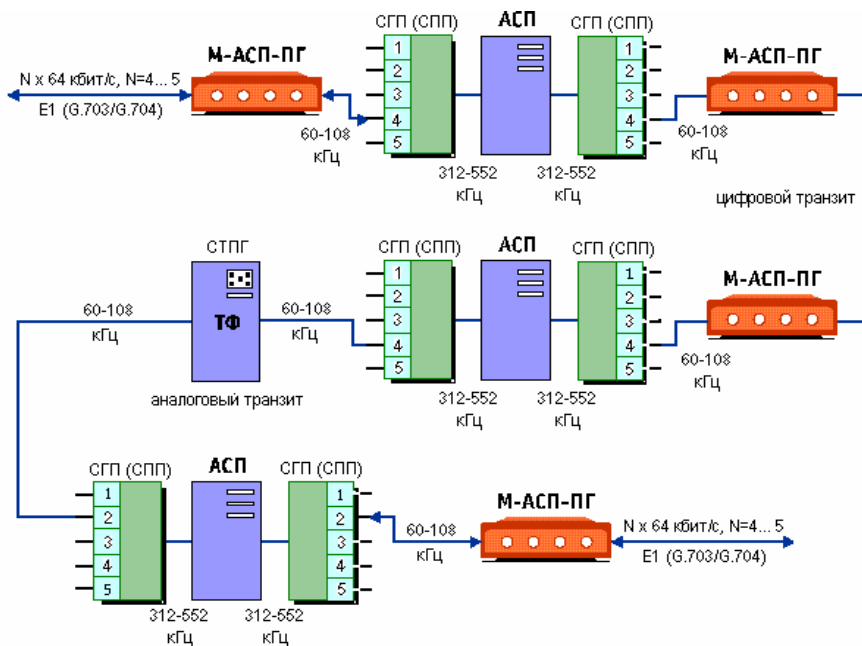 СГП (СПП)
АСП
СГП (СПП)
М-АСП-ПГ
М-АСП-ПГ
N x 64 кбит/с, N=4... 5
E1 (G.703/G.704)
60-108
кГц
1
2
3
4
5
1
2
3
4
5
60-108
кГц
312-552
кГц
312-552
кГц
цифровой транзит
СТПГ
СГП (СПП)
АСП
СГП (СПП)
М-АСП-ПГ
60-108
кГц
ТФ
60-108
кГц
1
2
3
4
5
1
2
3
4
5
60-108
кГц
аналоговый транзит
312-552
кГц
312-552
кГц
СГП (СПП)
АСП
СГП (СПП)
М-АСП-ПГ
1
2
3
4
5
1
2
3
4
5
60-108
кГц
N x 64 кбит/с, N=4... 5
E1 (G.703/G.704)
312-552
кГц
312-552
кГц